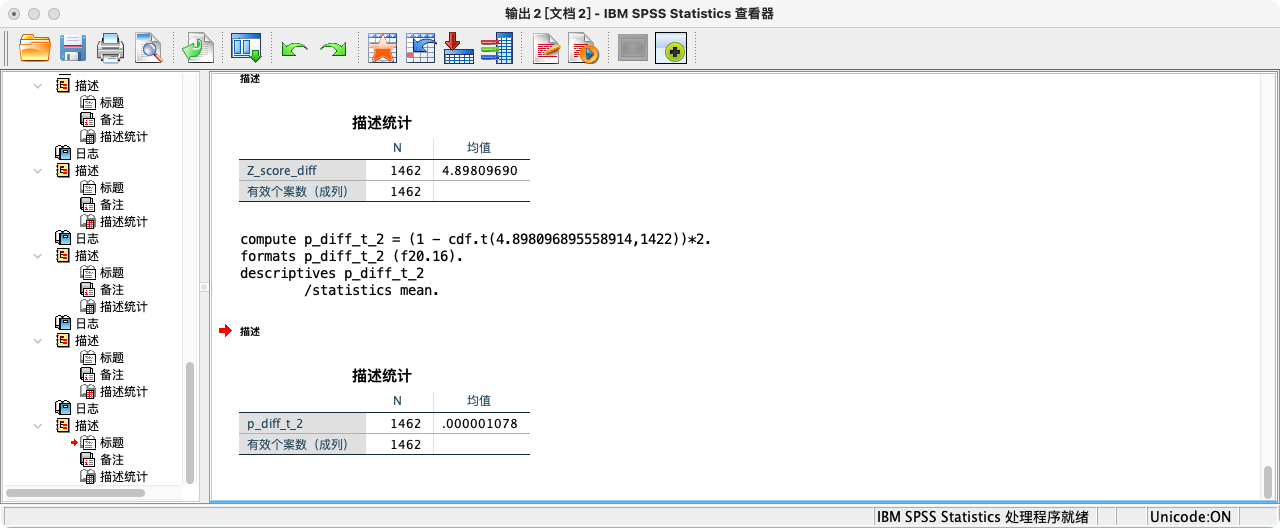 输出 2 [文档 2] - IBM SPSS Statistics 查看器
描述
标题
备注
描述统计
日志
描述
标题
备注
描述统计
日志
描述
标题
备注
描述统计
日志
描述
标题
备注
描述统计
日志
描述
标题
备注
描述统计
描述
描述统计
N 均值
Z_score_diff 1462 4.89809690
有效个案数（成列） 1462
compute p_diff_t_2 = (1 - cdf.t(4.898096895558914,1422))*2.
formats p_diff_t_2 (f20.16).
descriptives p_diff_t_2
/statistics mean.
描述
描述统计
N 均值
p_diff_t_2 1462 .000001078
有效个案数（成列） 1462
IBM SPSS Statistics 处理程序就绪 Unicode:ON